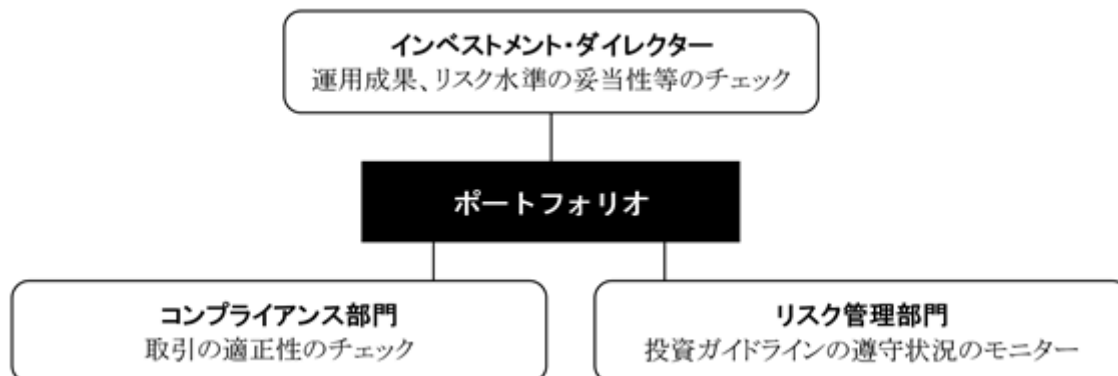 インベストメント・ダイレクター
運用成果、リスク水準の妥当性等のチェック
ポートフォリオ
コンプライアンス部門
取引の適正性のチェック
リスク管理部門
投資ガイドラインの遵守状況のモニター